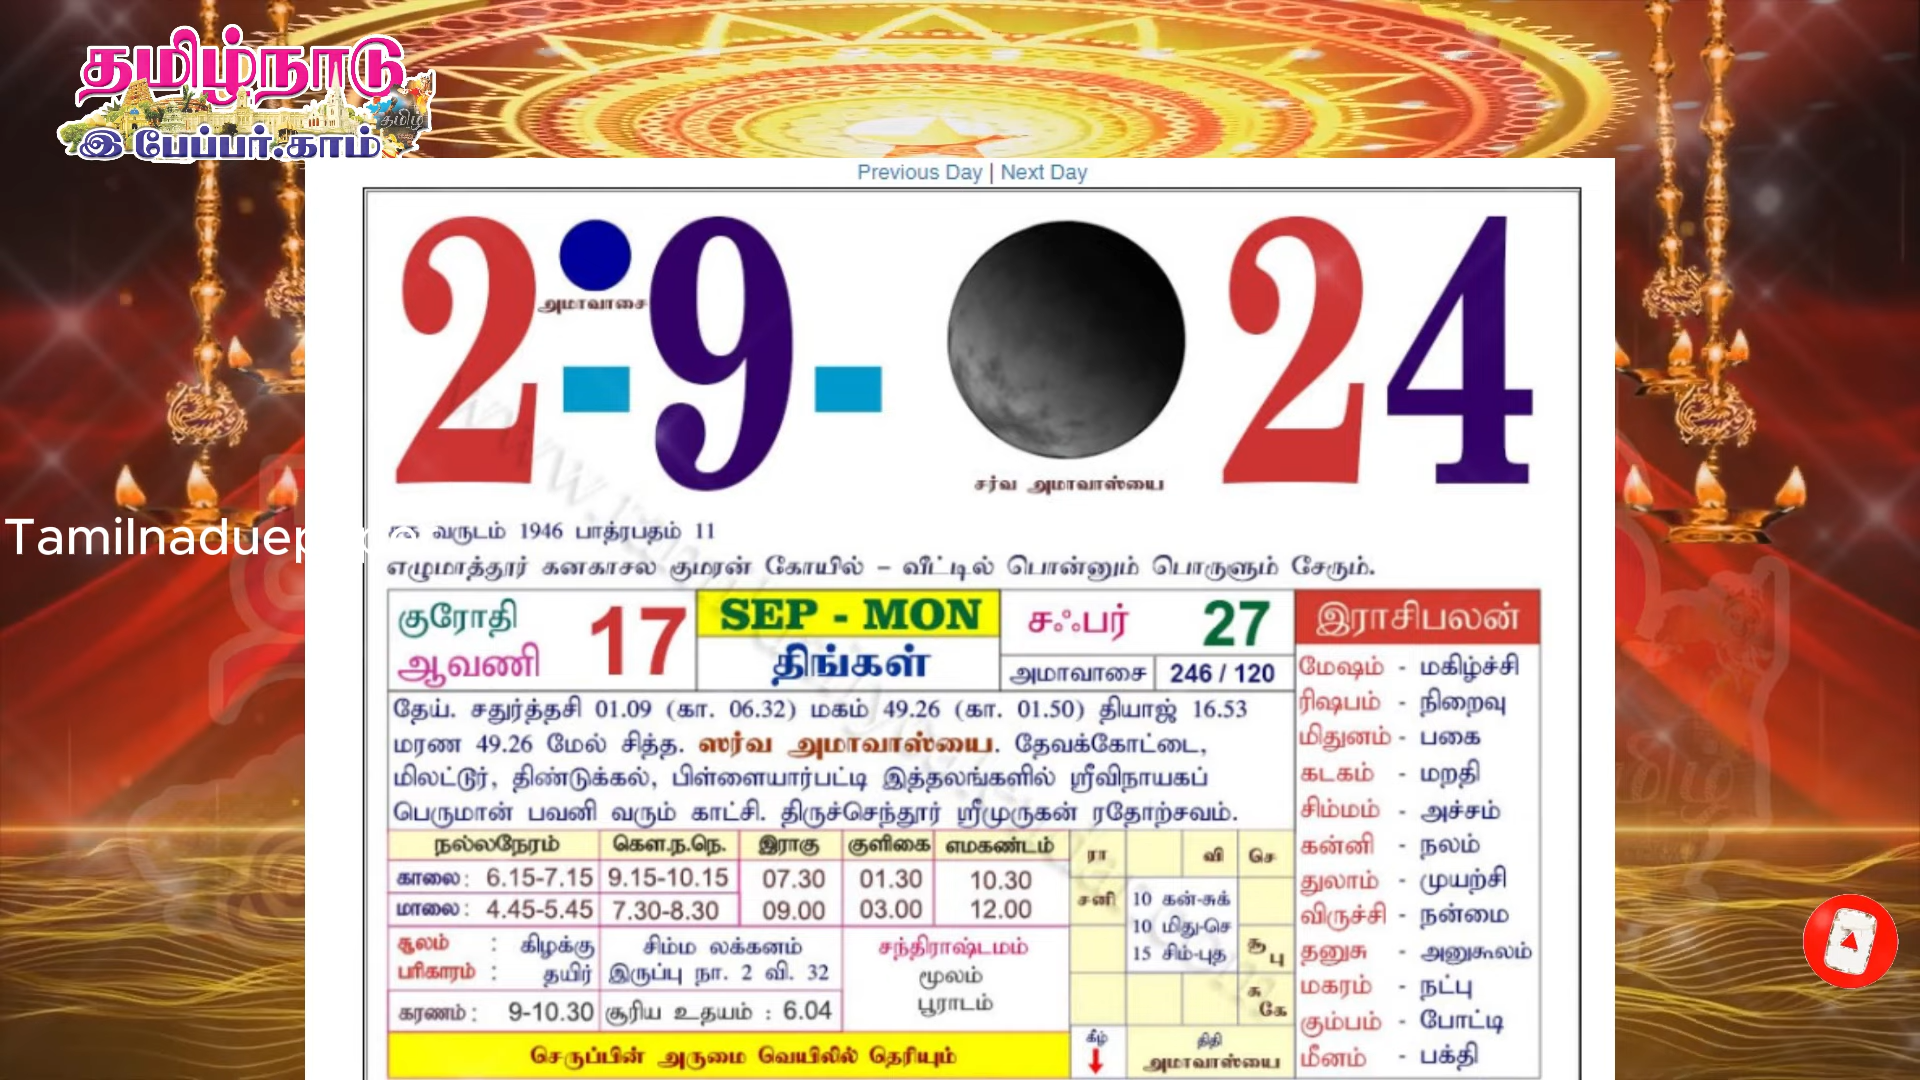 தமிழ்நாடு
தமிழ்
இ பேப்பர்.காம்
Previous Day | Next Day
2-9- 24
அமாவாசை
சர்வ அமாவாஸ்யை
வருடம் 1946 பாத்ரபதம் 11
Tamilnaduep
எழுமாத்தூர் கனகாசல குமரன் கோயில் – வீட்டில் பொன்னும் பொருளும் சேரும்.
குரோதி
ஆவணி 17
SEP - MON
திங்கள்
சஃபர் 27
அமாவாசை 246 / 120
தேய். சதுர்த்தசி 01.09 (கா. 06.32) மகம் 49.26 (கா. 01.50) தியாஜ் 16.53
மரண 49.26 மேல் சித்த. ஸர்வ அமாவாஸ்யை. தேவக்கோட்டை,
மிலட்டூர், திண்டுக்கல், பிள்ளையார்பட்டி இத்தலங்களில் ஸ்ரீவிநாயகப்
பெருமான் பவனி வரும் காட்சி. திருச்செந்தூர் ஸ்ரீமுருகன் ரதோற்சவம்.
நல்லநேரம் கௌ.ந.நெ. இராகு குளிகை எமகண்டம்
காலை: 6.15-7.15 9.15-10.15 07.30 01.30 10.30
மாலை: 4.45-5.45 7.30-8.30 09.00 03.00 12.00
சூலம் : கிழக்கு சிம்ம லக்கனம்
பரிகாரம் : தயிர் இருப்பு நா. 2 வி. 32
கரணம்: 9-10.30 சூரிய உதயம் : 6.04
சந்திராஷ்டமம்
மூலம்
பூராடம்
செருப்பின் அருமை வெயிலில் தெரியும்
ரா வி செ
சனி 10 கன்-சுக்
10 மிது-செ
15 சிம்-புத
சூ பு
சு கே
கீழ்
திதி
அமாவாஸ்யை
இராசிபலன்
மேஷம் - மகிழ்ச்சி
ரிஷபம் - நிறைவு
மிதுனம் - பகை
கடகம் - மறதி
சிம்மம் - அச்சம்
கன்னி - நலம்
துலாம் - முயற்சி
விருச்சி - நன்மை
தனுசு - அனுகூலம்
மகரம் - நட்பு
கும்பம் - போட்டி
மீனம் - பக்தி